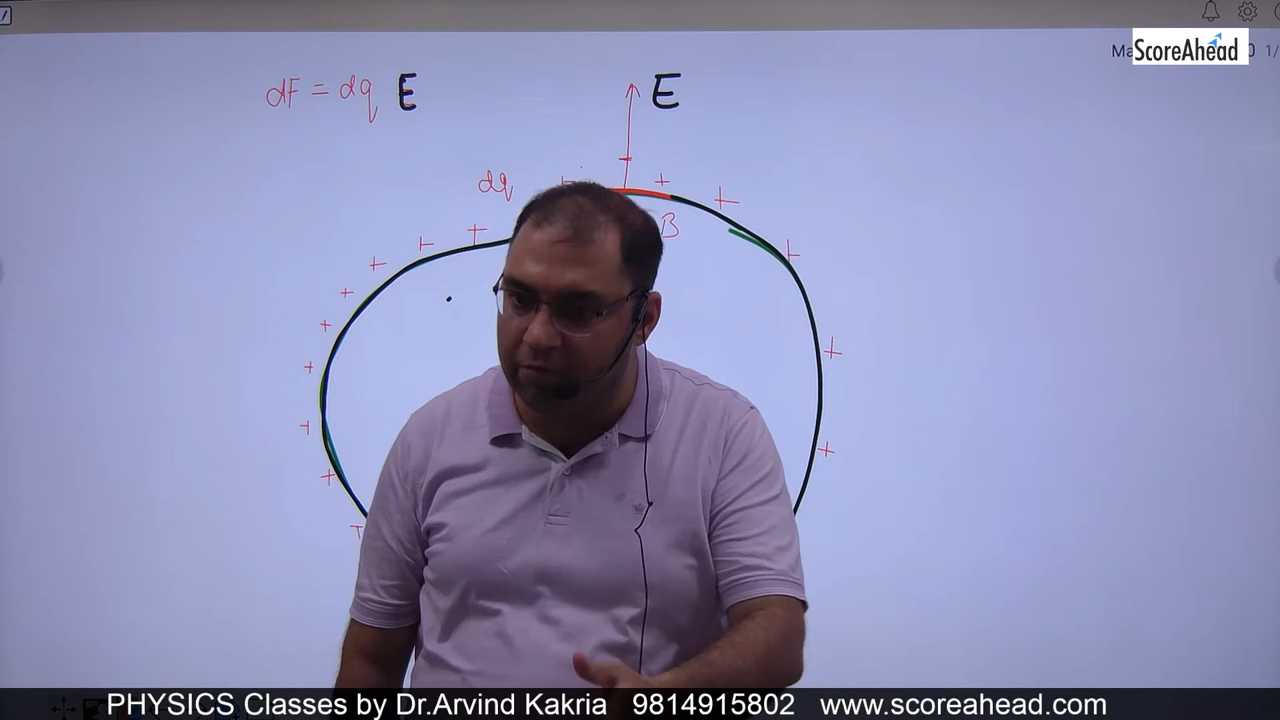 ScoreAhead
dF = dq E
E
dq
B
PHYSICS Classes by Dr.Arvind Kakria 9814915802 www.scoreahead.com